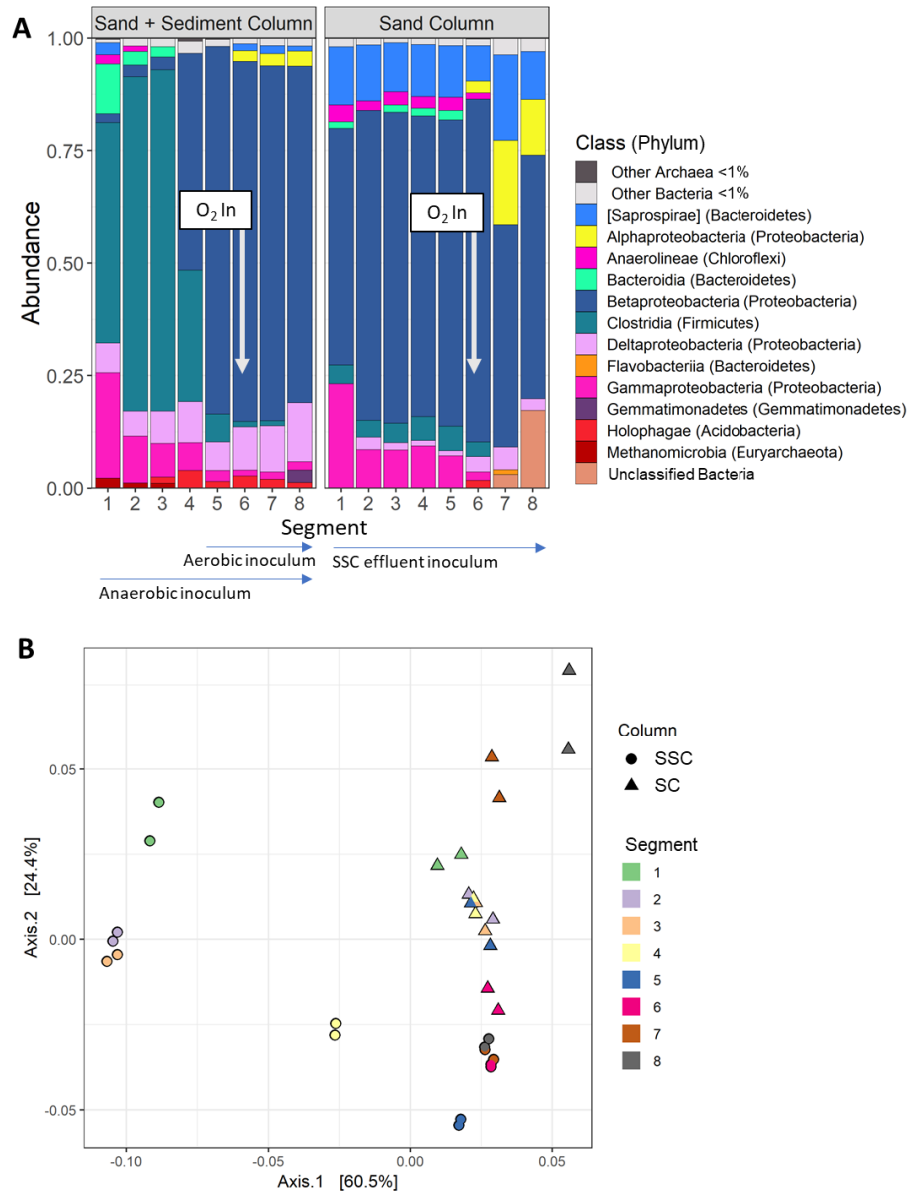 A
Sand + Sediment Column
Sand Column
1.00
0.75
0.50
0.25
0.00
Abundance
O2 In
O2 In
1 2 3 4 5 6 7 8
1 2 3 4 5 6 7 8
Segment
Aerobic inoculum
SSC effluent inoculum
Anaerobic inoculum
Class (Phylum)
Other Archaea <1%
Other Bacteria <1%
[Saprospirae] (Bacteroidetes)
Alphaproteobacteria (Proteobacteria)
Anaerolineae (Chloroflexi)
Bacteroidia (Bacteroidetes)
Betaproteobacteria (Proteobacteria)
Clostridia (Firmicutes)
Deltaproteobacteria (Proteobacteria)
Flavobacteriia (Bacteroidetes)
Gammaproteobacteria (Proteobacteria)
Gemmatimonadetes (Gemmatimonadetes)
Holophagae (Acidobacteria)
Methanomicrobia (Euryarchaeota)
Unclassified Bacteria
B
0.05
0.00
-0.05
Axis.2 [24.4%]
-0.10 -0.05 0.00 0.05
Axis.1 [60.5%]
Column
SSC
SC
Segment
1
2
3
4
5
6
7
8